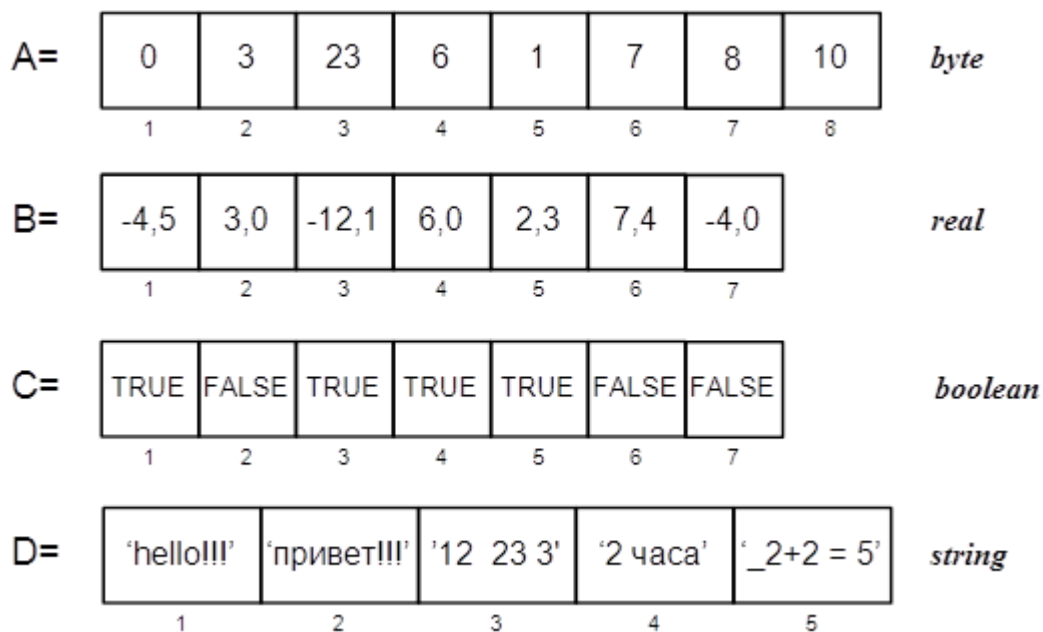 A= 0 3 23 6 1 7 8 10 byte
1 2 3 4 5 6 7 8
B= -4,5 3,0 -12,1 6,0 2,3 7,4 -4,0 real
1 2 3 4 5 6 7
C= TRUE FALSE TRUE TRUE TRUE FALSE FALSE boolean
1 2 3 4 5 6 7
D= ‘hello!!!’ ‘привет!!!’ ’12 23 3' ‘2 часа’ ‘_2+2 = 5’ string
1 2 3 4 5